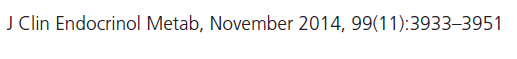 J Clin Endocrinol Metab, November 2014, 99(11):3933–3951